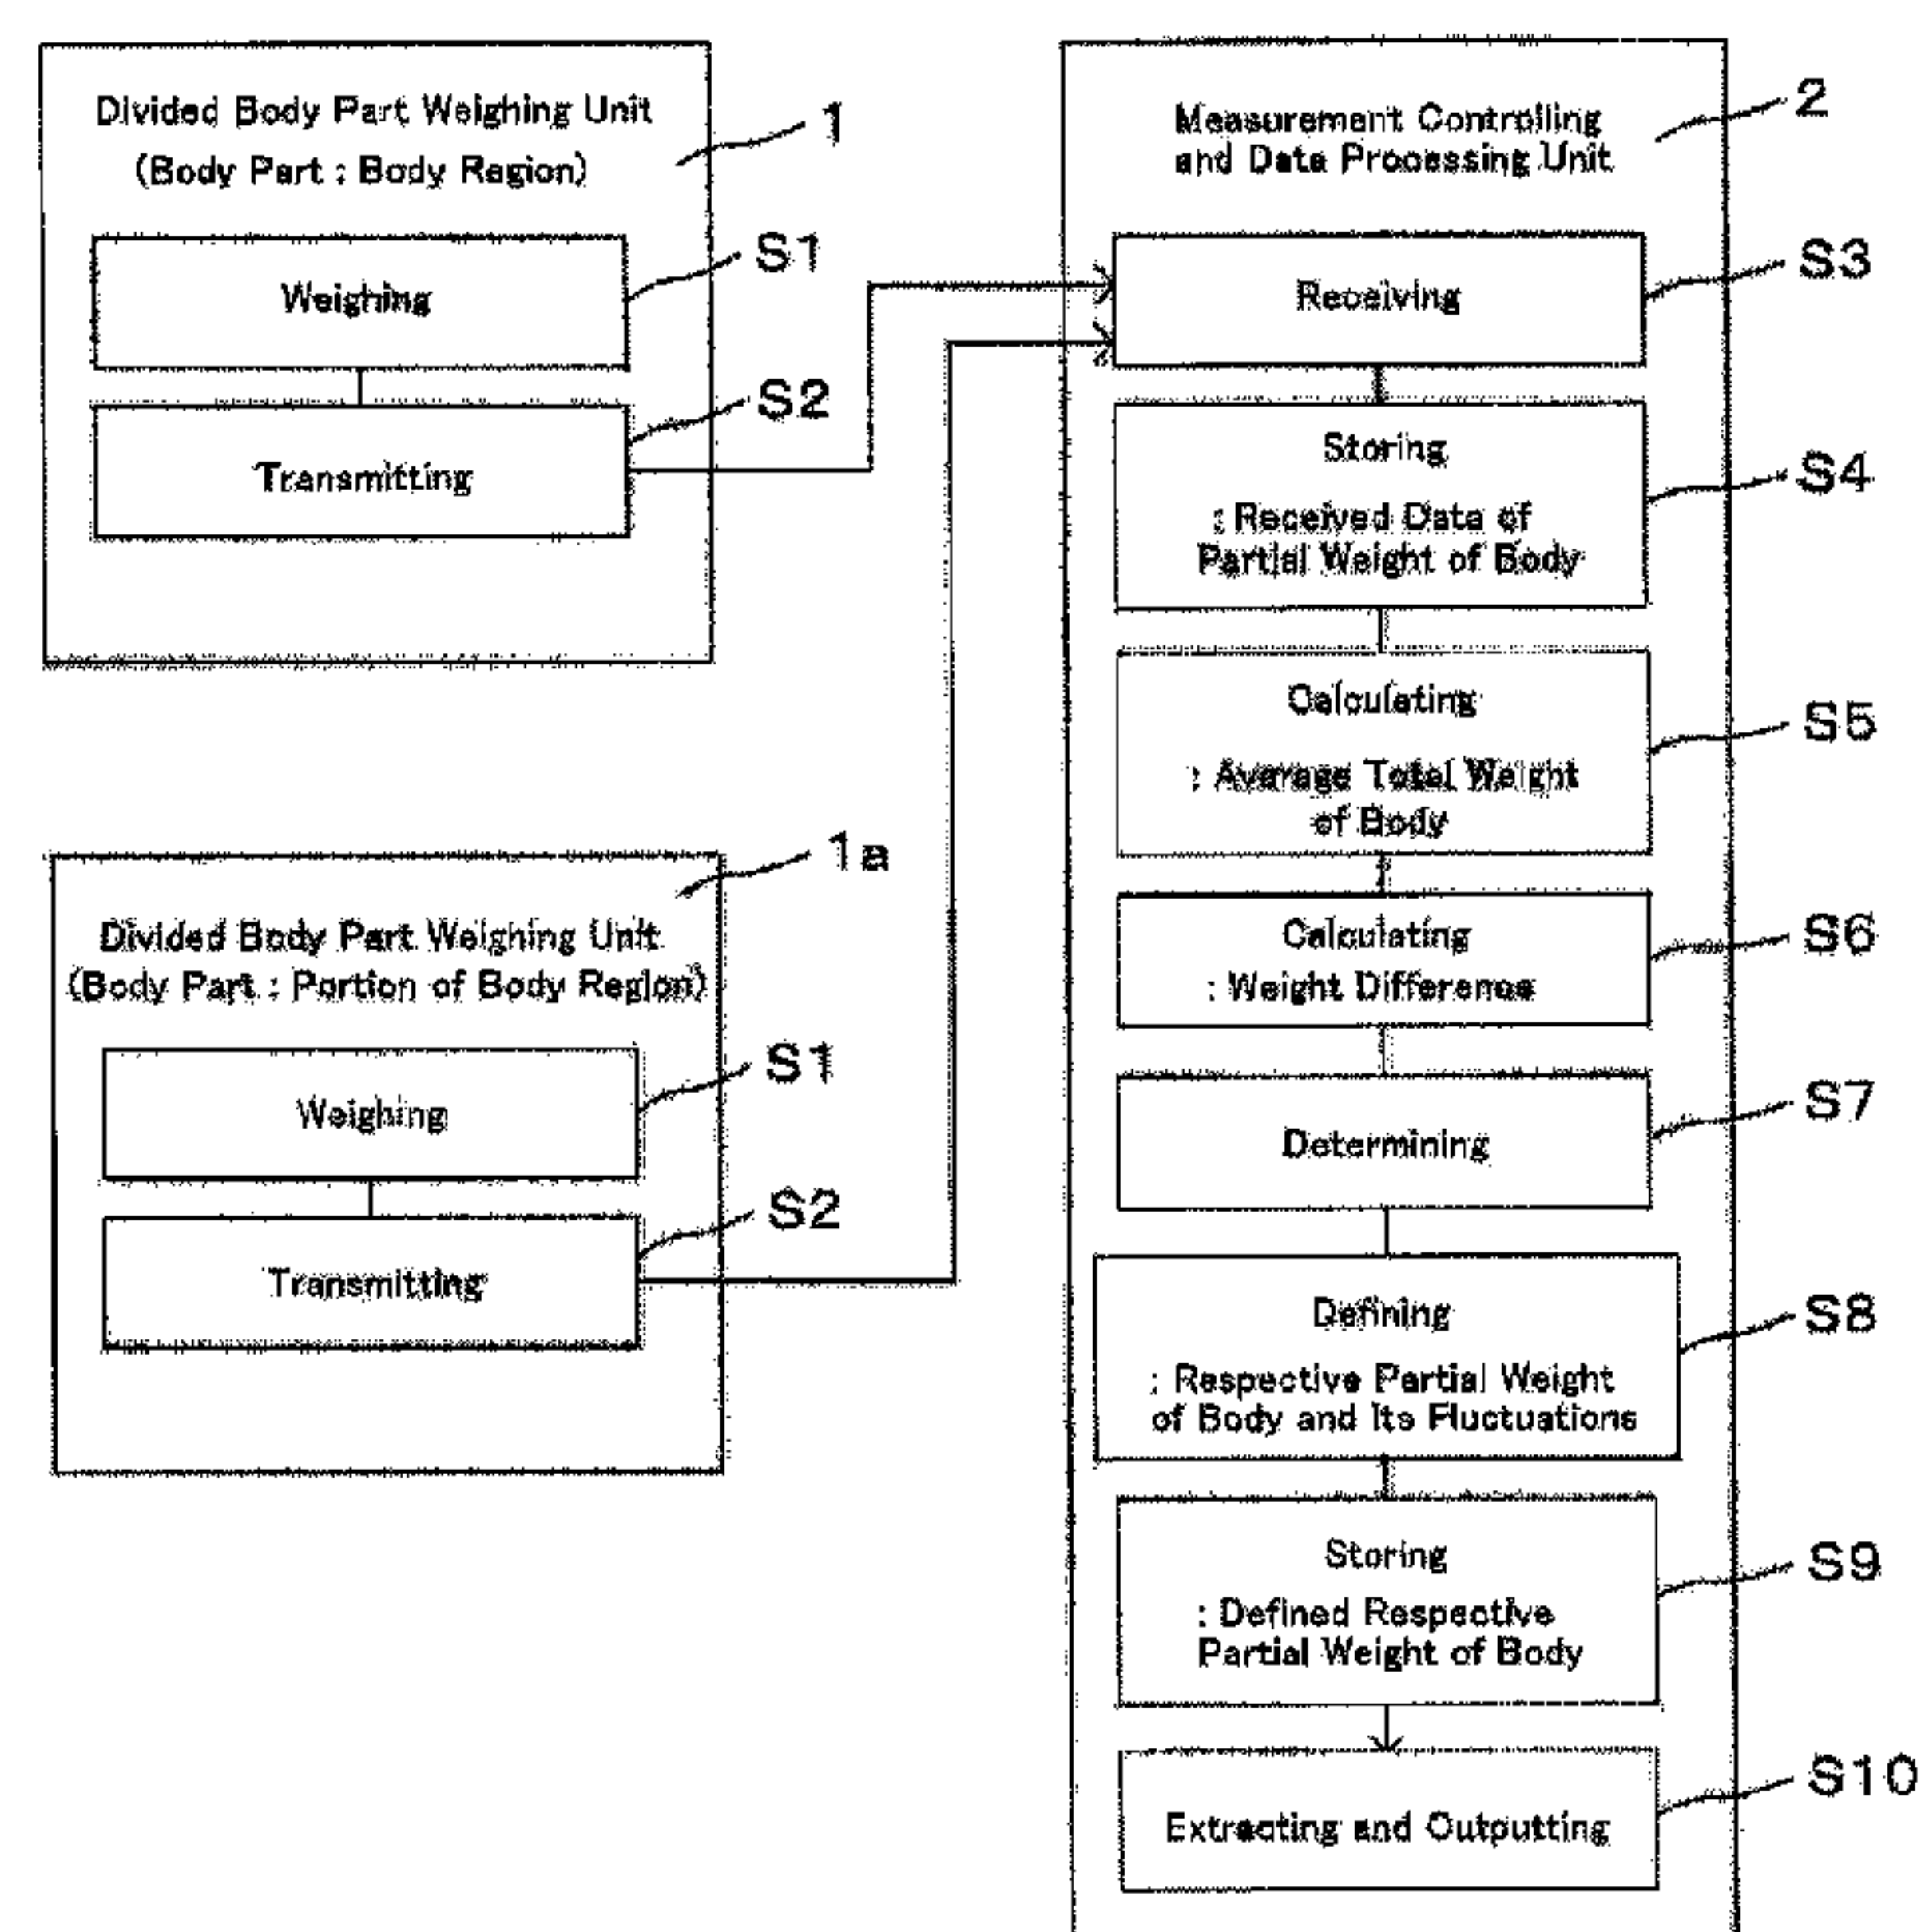 Divided Body Part Weighing Unit
(Body Part : Body Region)
1
Weighing
S1
Transmitting
S2
Divided Body Part Weighing Unit
(Body Part : Portion of Body Region)
1a
Weighing
S1
Transmitting
S2
Measurement Controlling
and Data Processing Unit
2
Receiving
S3
Storing
: Received Data of
Partial Weight of Body
S4
Calculating
: Average Total Weight
of Body
S5
Calculating
: Weight Difference
S6
Determining
S7
Defining
: Respective Partial Weight
of Body and Its Fluctuations
S8
Storing
: Defined Respective
Partial Weight of Body
S9
Extracting and Outputting
S10